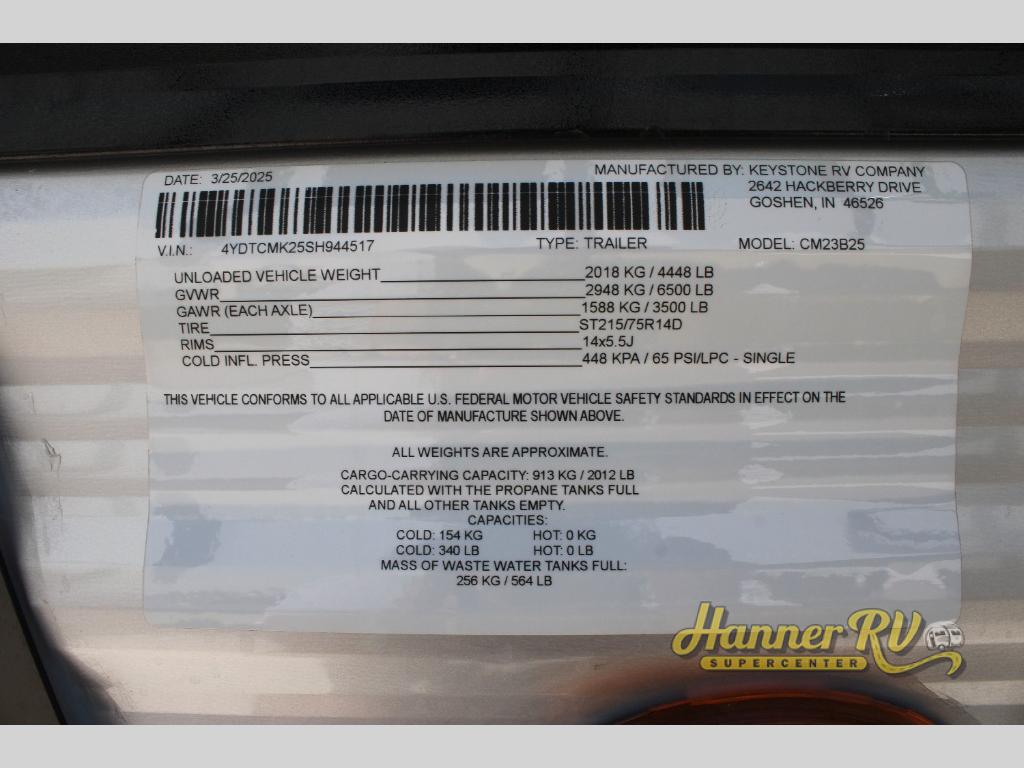 DATE: 3/25/2025
MANUFACTURED BY: KEYSTONE RV COMPANY
2642 HACKBERRY DRIVE
GOSHEN, IN 46526
V.I.N.: 4YDTCMK25SH944517 TYPE: TRAILER MODEL: CM23B25
UNLOADED VEHICLE WEIGHT 2018 KG / 4448 LB
GVWR 2948 KG / 6500 LB
GAWR (EACH AXLE) 1588 KG / 3500 LB
TIRE ST215/75R14D
RIMS 14x5.5J
COLD INFL. PRESS 448 KPA / 65 PSI/LPC - SINGLE
THIS VEHICLE CONFORMS TO ALL APPLICABLE U.S. FEDERAL MOTOR VEHICLE SAFETY STANDARDS IN EFFECT ON THE
DATE OF MANUFACTURE SHOWN ABOVE.
ALL WEIGHTS ARE APPROXIMATE.
CARGO-CARRYING CAPACITY: 913 KG / 2012 LB
CALCULATED WITH THE PROPANE TANKS FULL
AND ALL OTHER TANKS EMPTY.
CAPACITIES:
COLD: 154 KG HOT: 0 KG
COLD: 340 LB HOT: 0 LB
MASS OF WASTE WATER TANKS FULL:
256 KG / 564 LB
Hanner RV
SUPERCENTER